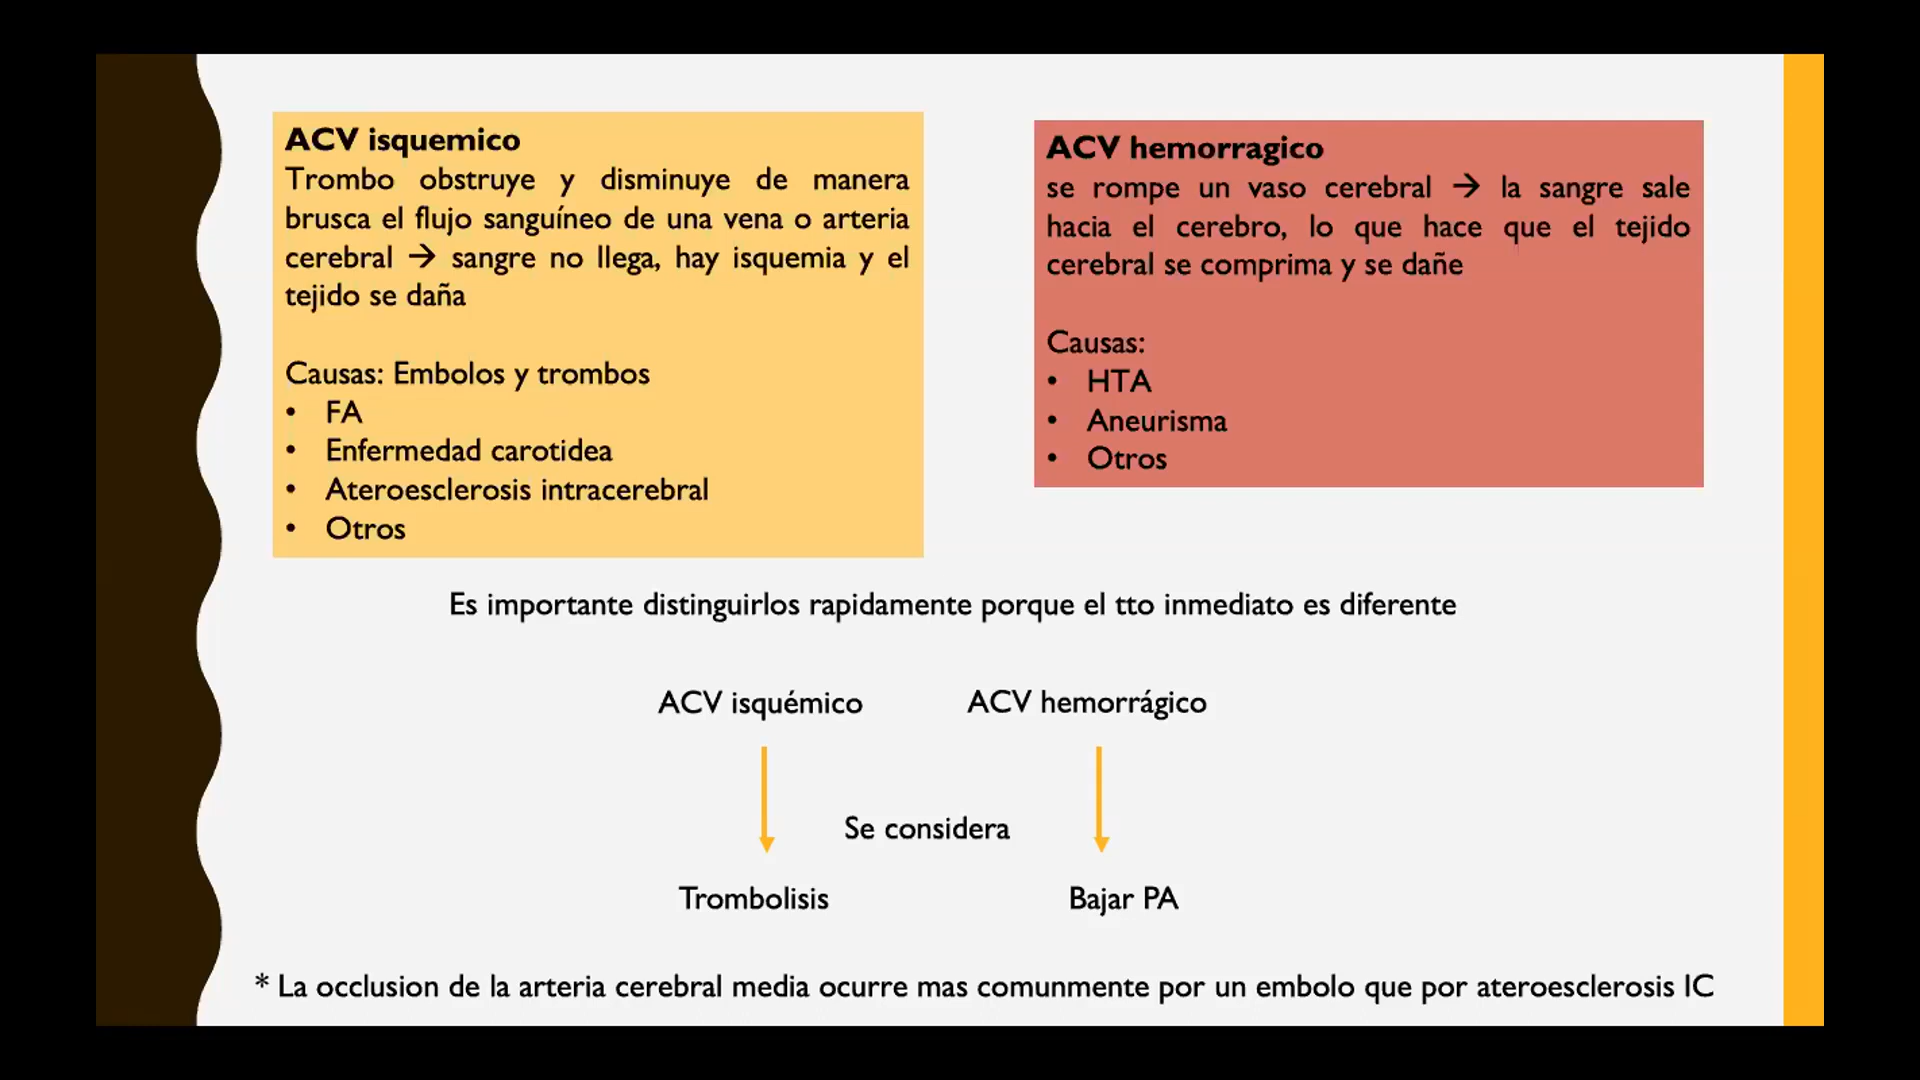 ACV isquemico
Trombo obstruye y disminuye de manera
brusca el flujo sanguíneo de una vena o arteria
cerebral → sangre no llega, hay isquemia y el
tejido se daña
Causas: Embolos y trombos
• FA
• Enfermedad carotidea
• Ateroesclerosis intracerebral
• Otros
ACV hemorragico
se rompe un vaso cerebral → la sangre sale
hacia el cerebro, lo que hace que el tejido
cerebral se comprima y se dañe
Causas:
• HTA
• Aneurisma
• Otros
Es importante distinguirlos rapidamente porque el tto inmediato es diferente
ACV isquémico
ACV hemorrágico
Se considera
Trombolisis
Bajar PA
* La occlusion de la arteria cerebral media ocurre mas comunmente por un embolo que por ateroesclerosis IC